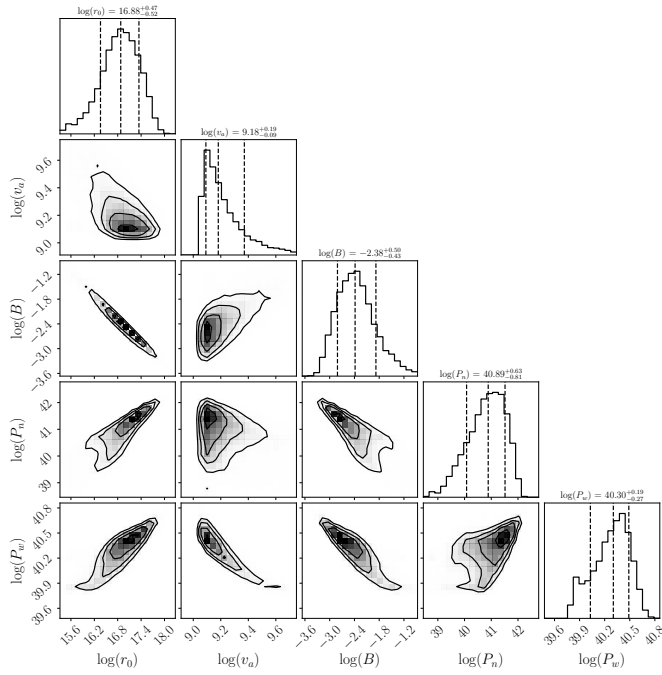 log(r₀) = 16.88⁺⁰·⁴⁷₋₀.₅₂
log(vₐ) = 9.18⁺⁰·¹⁹₋₀.₀₉
9.6
9.4
9.2
9.0
log(vₐ)
log(B) = −2.38⁺⁰·⁵⁰₋₀.₄₃
−1.2
−1.8
−2.4
−3.0
−3.6
log(B)
log(Pₙ) = 40.89⁺⁰·⁶³₋₀.₈₁
42
41
40
39
log(Pₙ)
log(P_w) = 40.30⁺⁰·¹⁹₋₀.₂₇
40.8
40.5
40.2
39.9
39.6
log(P_w)
15.6 16.2 16.8 17.4 18.0 9.0 9.2 9.4 9.6 −3.6 −3.0 −2.4 −1.8 −1.2 39 40 41 42 39.6 39.9 40.2 40.5 40.8
log(r₀) log(vₐ) log(B) log(Pₙ) log(P_w)